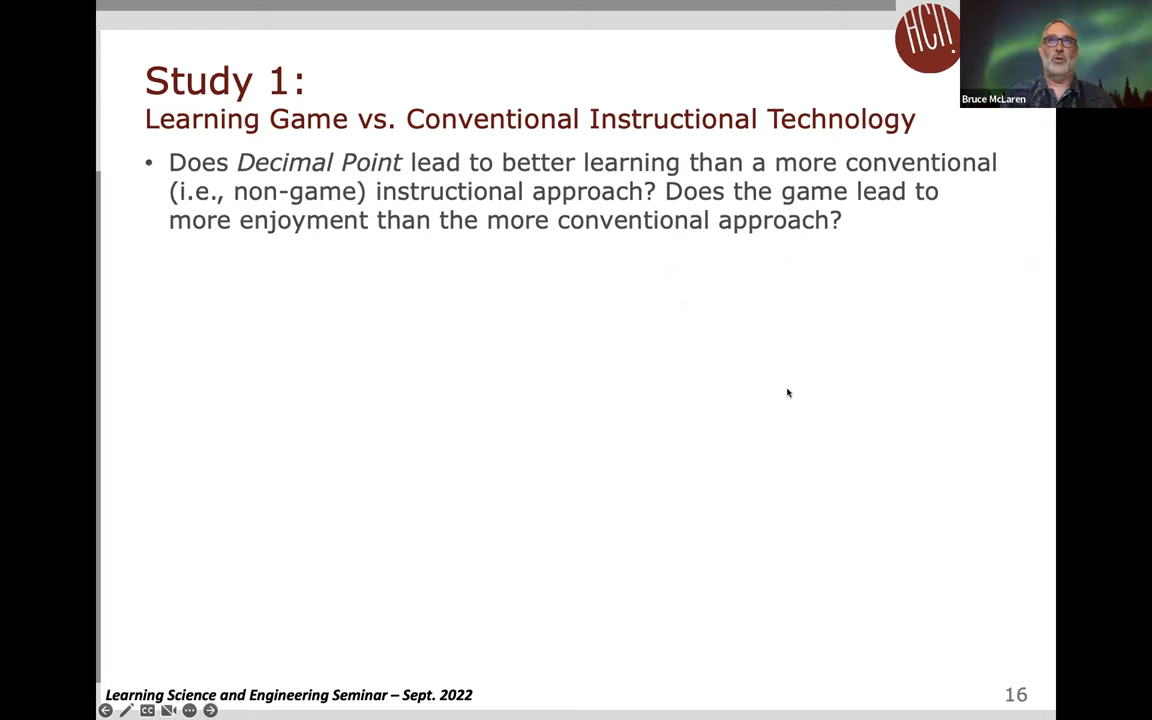 HCII
Bruce McLaren
Study 1:
Learning Game vs. Conventional Instructional Technology
• Does Decimal Point lead to better learning than a more conventional
(i.e., non-game) instructional approach? Does the game lead to
more enjoyment than the more conventional approach?
Learning Science and Engineering Seminar – Sept. 2022
CC
16